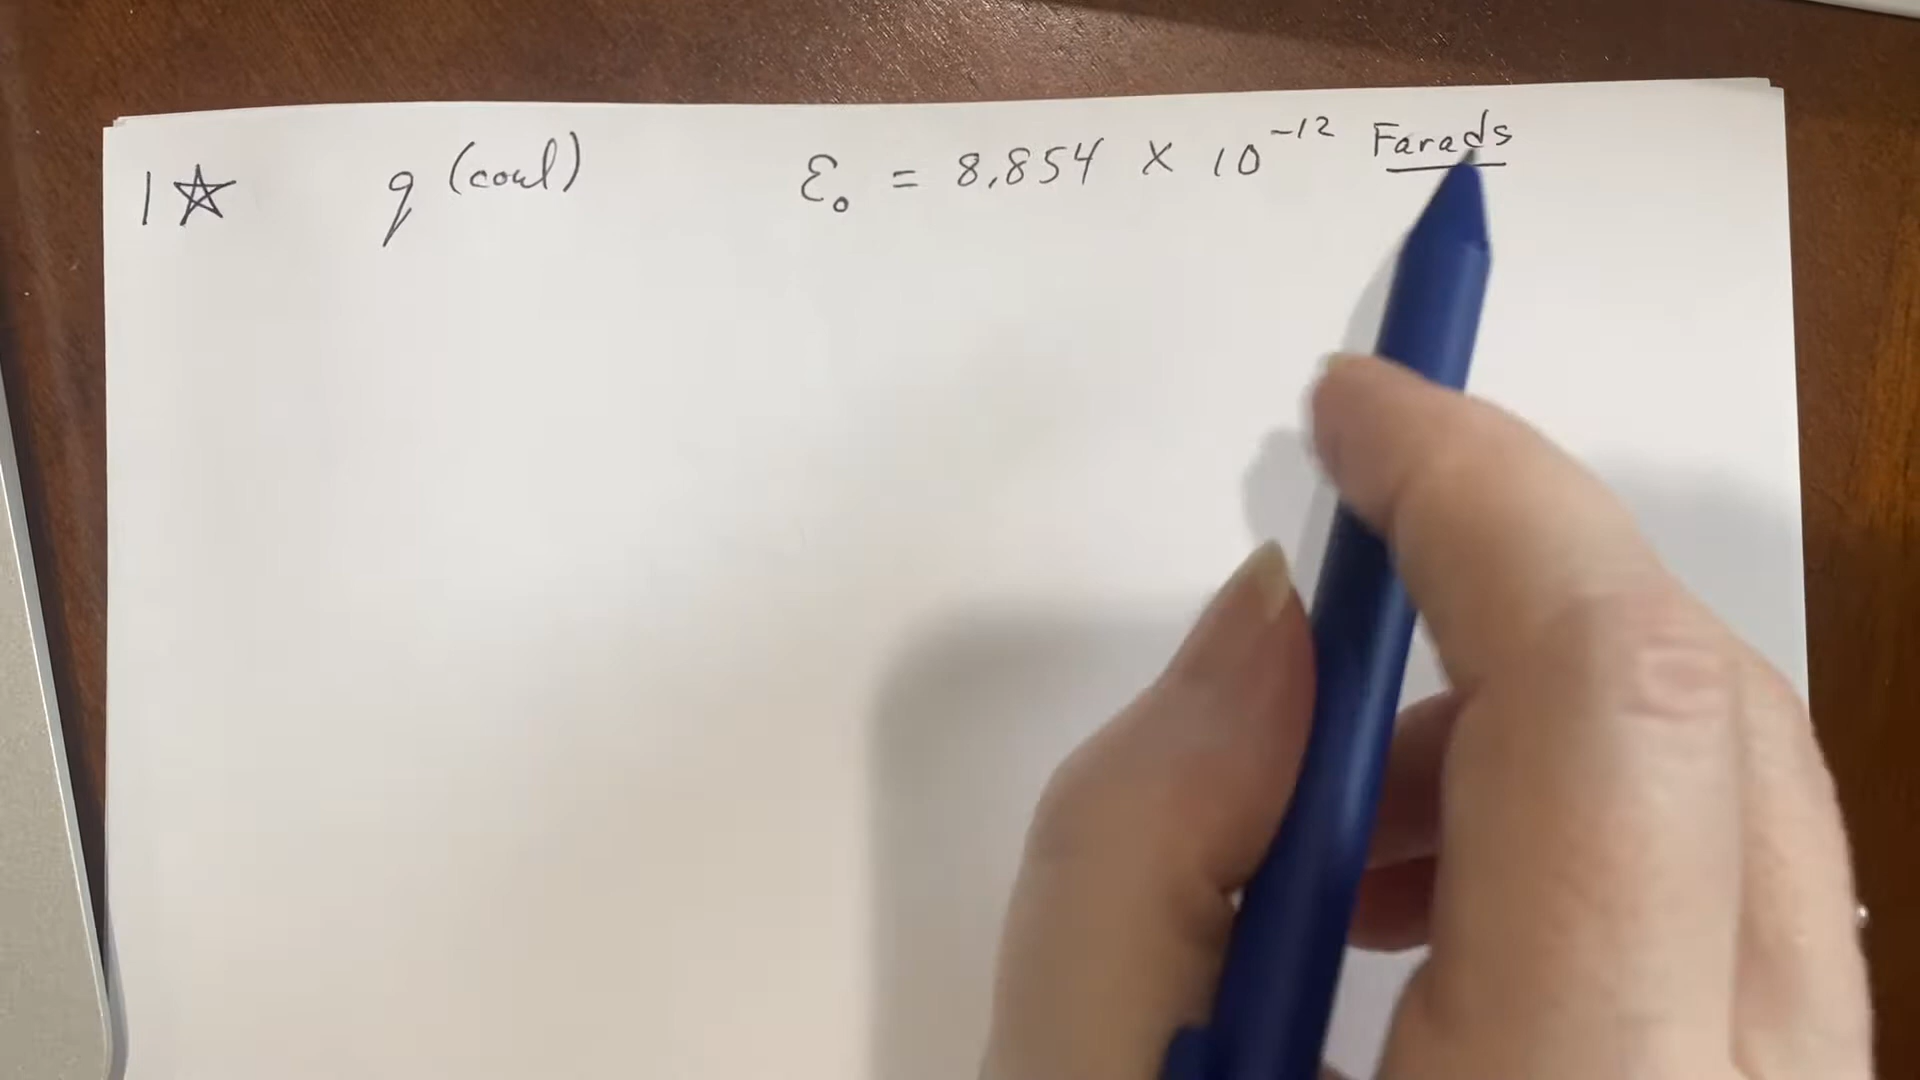 1☆ q (coul) ε₀ = 8.854 × 10⁻¹² Farads